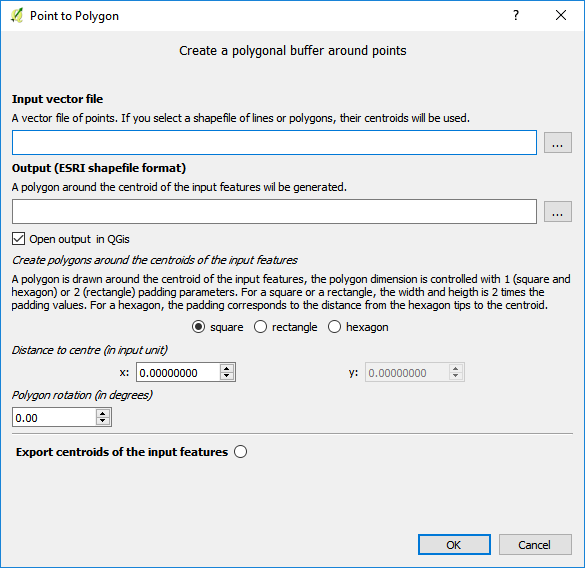 Point to Polygon
Create a polygonal buffer around points
Input vector file
A vector file of points. If you select a shapefile of lines or polygons, their centroids will be used.
...
Output (ESRI shapefile format)
A polygon around the centroid of the input features wil be generated.
...
Open output in QGis
Create polygons around the centroids of the input features
A polygon is drawn around the centroid of the input features, the polygon dimension is controlled with 1 (square and
hexagon) or 2 (rectangle) padding parameters. For a square or a rectangle, the width and heigth is 2 times the
padding values. For a hexagon, the padding corresponds to the distance from the hexagon tips to the centroid.
square rectangle hexagon
Distance to centre (in input unit)
x: 0.00000000 y: 0.00000000
Polygon rotation (in degrees)
0.00
Export centroids of the input features
OK Cancel